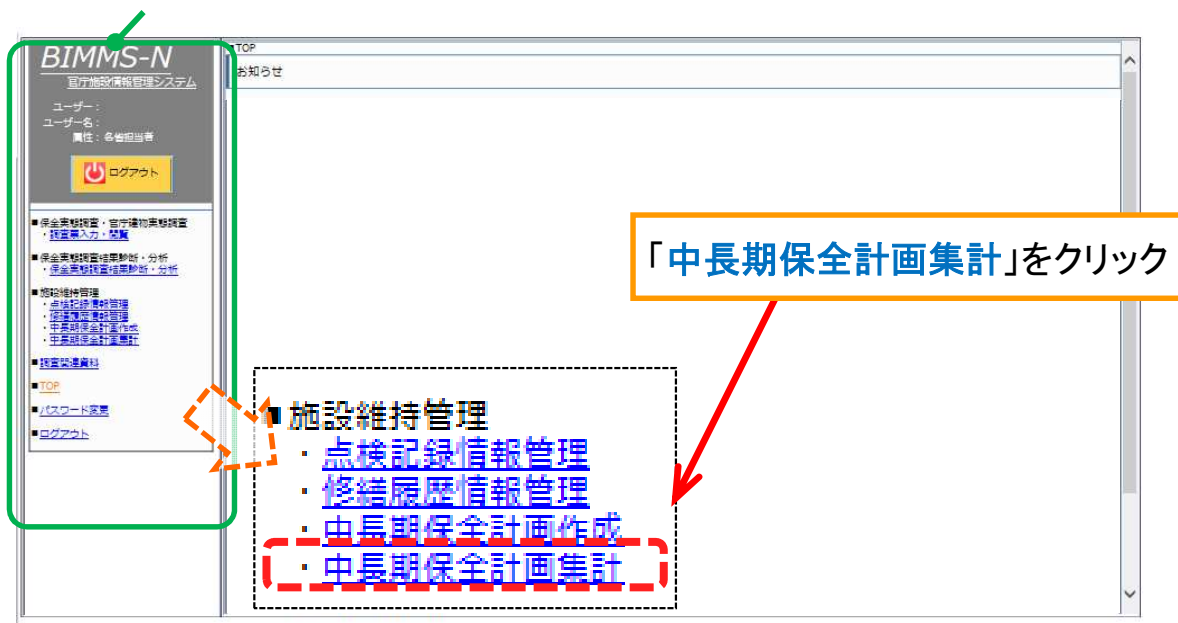 BIMMS-N
官庁施設情報管理システム
ユーザー：
ユーザー名：
属性：各省担当者
ログアウト
■保全実態調査・官庁建物実態調査
・調査票入力・閲覧
■保全実態調査結果診断・分析
・保全実態調査結果診断・分析
■施設維持管理
・点検記録情報管理
・修繕履歴情報管理
・中長期保全計画作成
・中長期保全計画集計
■調査関連資料
■TOP
■パスワード変更
■ログアウト
■TOP
お知らせ
「中長期保全計画集計」をクリック
■施設維持管理
・点検記録情報管理
・修繕履歴情報管理
・中長期保全計画作成
・中長期保全計画集計